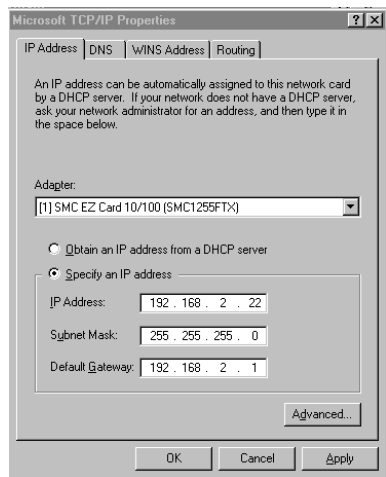 Microsoft TCP/IP Properties
IP Address DNS WINS Address Routing
An IP address can be automatically assigned to this network card
by a DHCP server. If your network does not have a DHCP server,
ask your network administrator for an address, and then type it in
the space below.
Adapter:
[1] SMC EZ Card 10/100 (SMC1255FTX)
Obtain an IP address from a DHCP server
Specify an IP address
IP Address: 192 . 168 . 2 . 22
Subnet Mask: 255 . 255 . 255 . 0
Default Gateway: 192 . 168 . 2 . 1
Advanced...
OK Cancel Apply